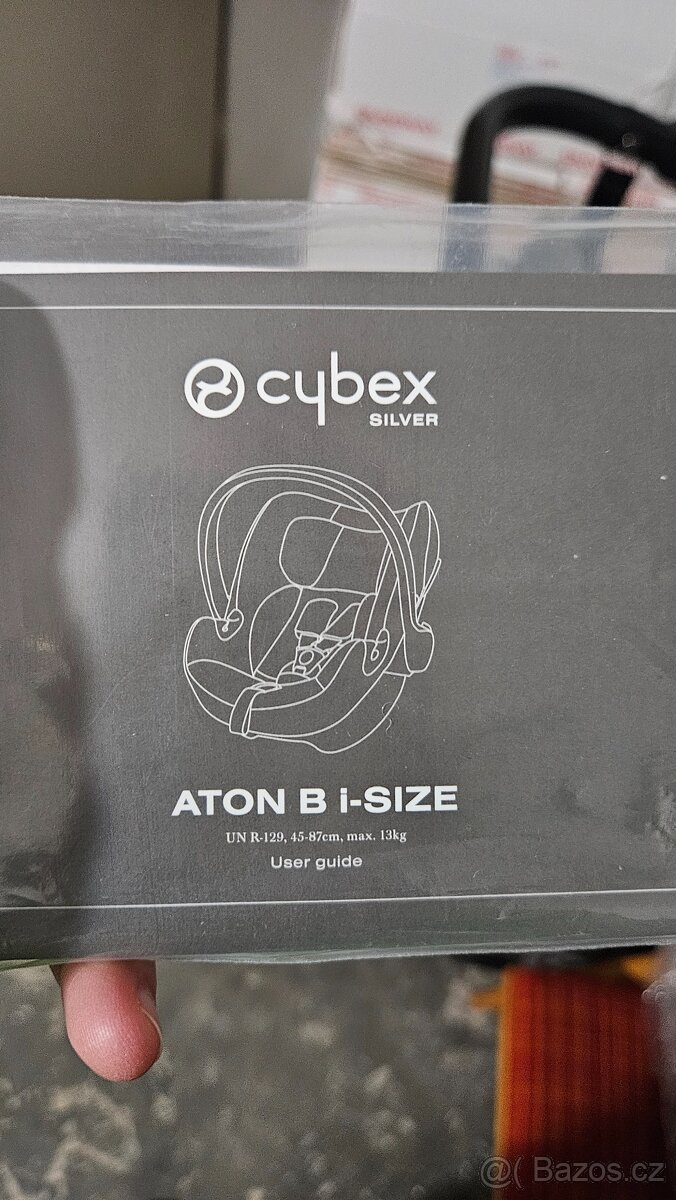 cybex
SILVER
ATON B i-SIZE
UN R-129, 45-87cm, max. 13kg
User guide
@( Bazos.cz